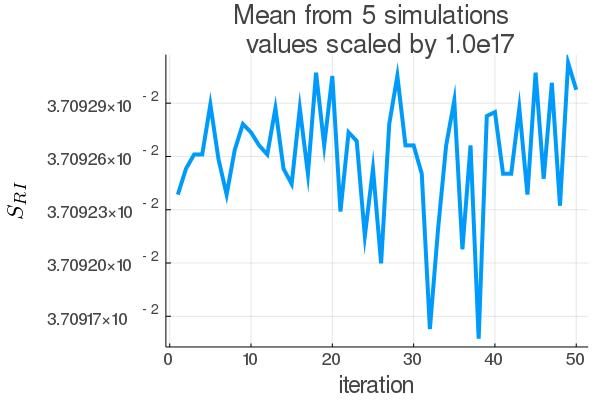 Mean from 5 simulations
values scaled by 1.0e17
S_RI
3.70929×10^-2
3.70926×10^-2
3.70923×10^-2
3.70920×10^-2
3.70917×10^-2
0 10 20 30 40 50
iteration